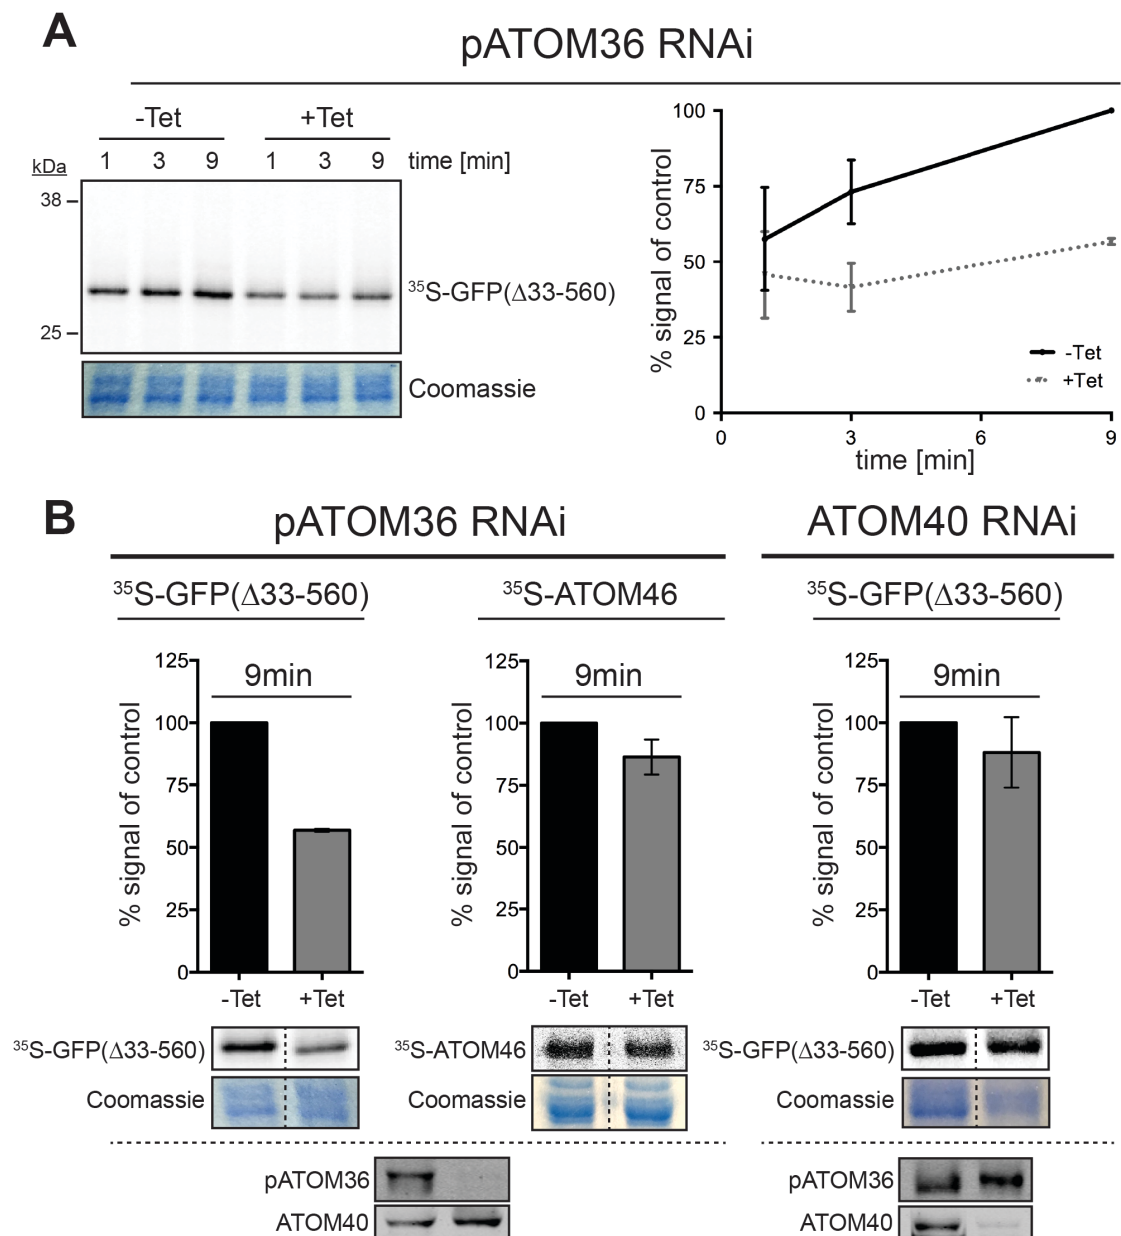 A
pATOM36 RNAi
-Tet +Tet
kDa 1 3 9 1 3 9 time [min]
38
25
³⁵S-GFP(Δ33-560)
Coomassie
% signal of control
100
75
50
25
0
0 3 6 9
time [min]
-Tet
+Tet
B
pATOM36 RNAi ATOM40 RNAi
³⁵S-GFP(Δ33-560) ³⁵S-ATOM46 ³⁵S-GFP(Δ33-560)
% signal of control
125
100
75
50
25
0
9min
-Tet +Tet
% signal of control
125
100
75
50
25
0
9min
-Tet +Tet
% signal of control
125
100
75
50
25
0
9min
-Tet +Tet
³⁵S-GFP(Δ33-560) ³⁵S-ATOM46 ³⁵S-GFP(Δ33-560)
Coomassie Coomassie Coomassie
pATOM36 pATOM36
ATOM40 ATOM40